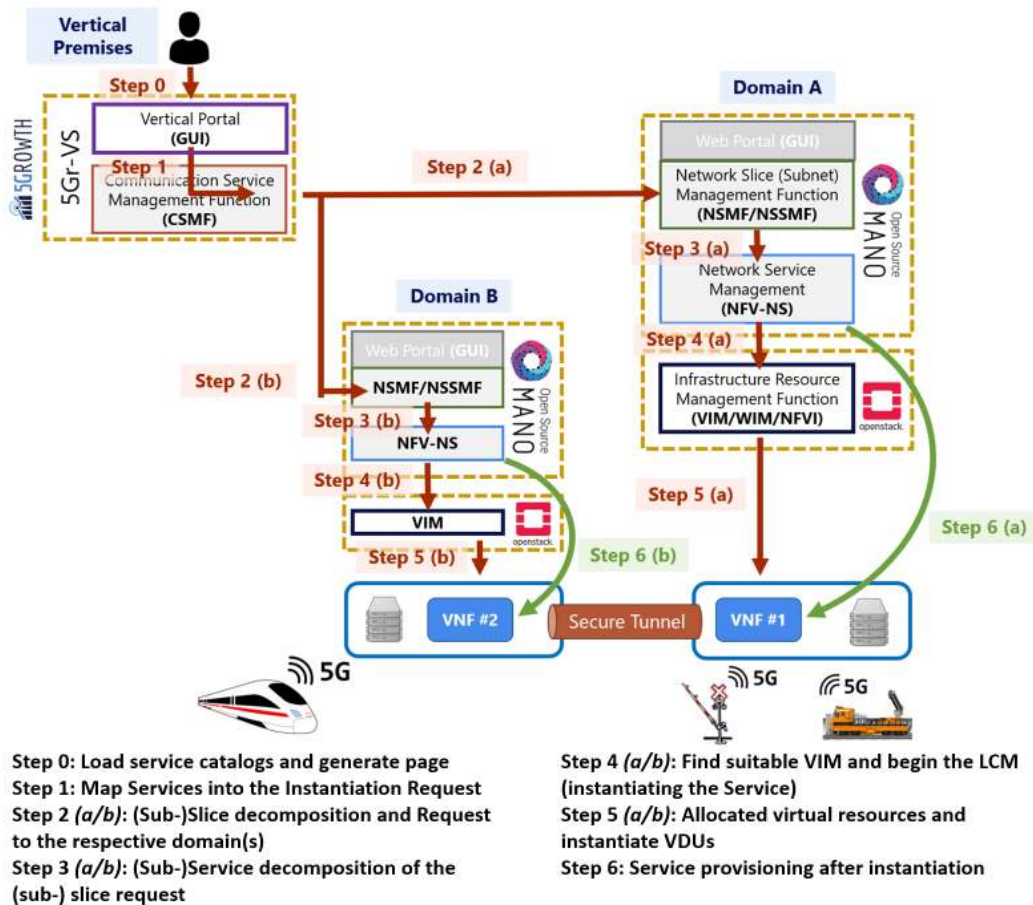 Vertical
Premises
Step 0
5GROWTH
5Gr-VS
Vertical Portal
(GUI)
Step 1
Communication Service
Management Function
(CSMF)
Step 2 (a)
Domain A
Web Portal (GUI)
Network Slice (Subnet)
Management Function
(NSMF/NSSMF)
Open Source
MANO
Step 3 (a)
Network Service
Management
(NFV-NS)
Step 4 (a)
Infrastructure Resource
Management Function
(VIM/WIM/NFVI)
openstack.
Step 5 (a)
Step 6 (a)
Domain B
Web Portal (GUI)
Step 2 (b)
NSMF/NSSMF
Open Source
MANO
Step 3 (b)
NFV-NS
Step 4 (b)
VIM
openstack.
Step 5 (b)
Step 6 (b)
VNF #2
Secure Tunnel
VNF #1
5G
5G
5G
Step 0: Load service catalogs and generate page
Step 1: Map Services into the Instantiation Request
Step 2 (a/b): (Sub-)Slice decomposition and Request
to the respective domain(s)
Step 3 (a/b): (Sub-)Service decomposition of the
(sub-) slice request
Step 4 (a/b): Find suitable VIM and begin the LCM
(instantiating the Service)
Step 5 (a/b): Allocated virtual resources and
instantiate VDUs
Step 6: Service provisioning after instantiation